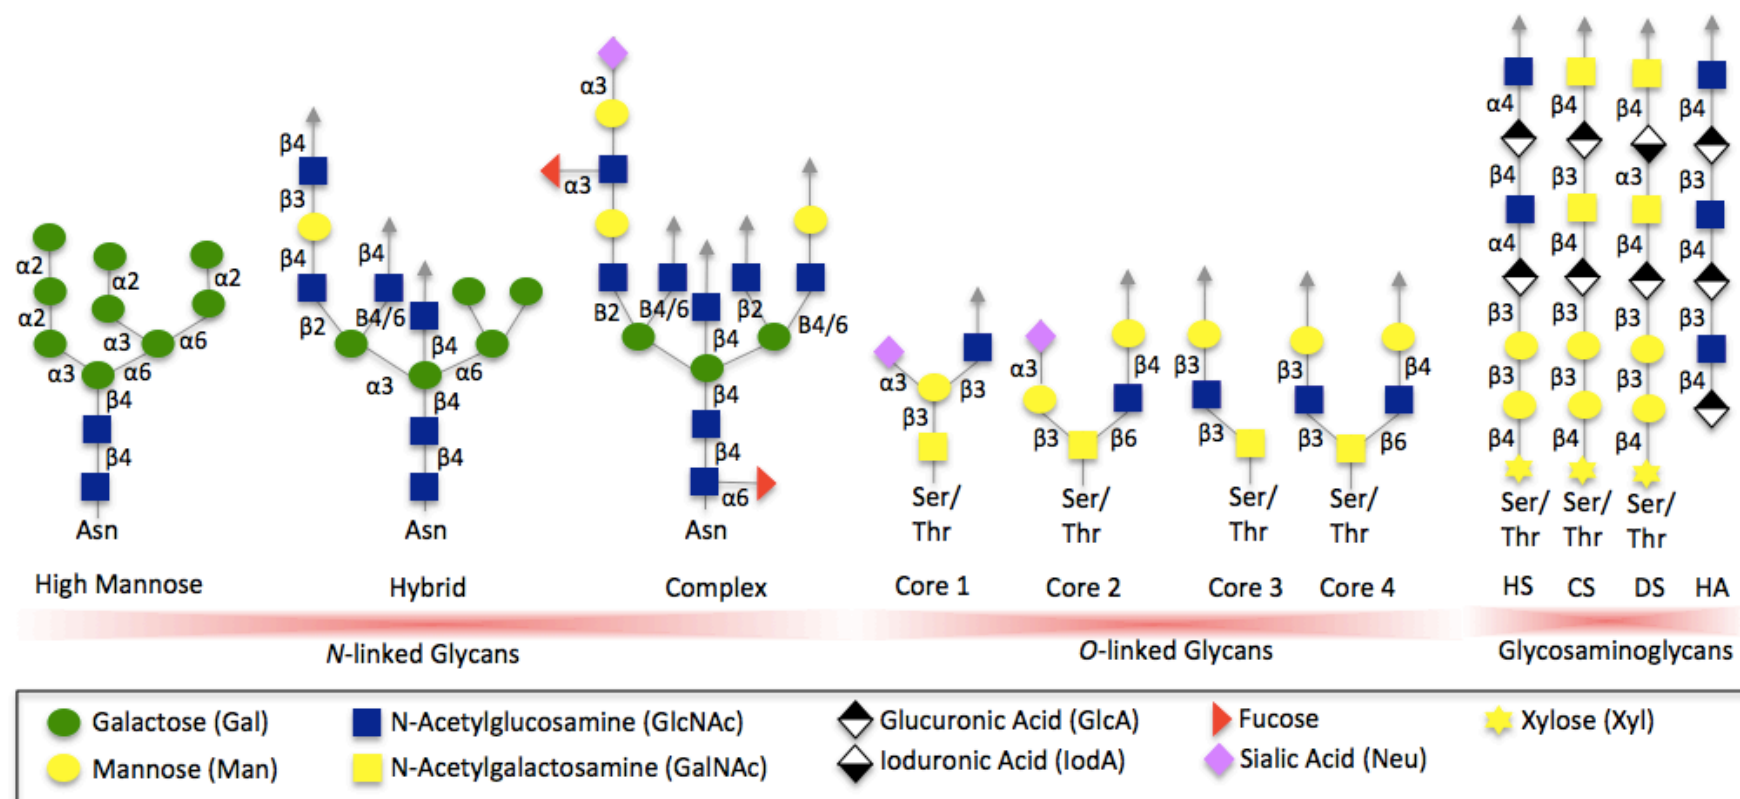 α2
α2
α2
α2
α3
α6
α3
α6
β4
β4
Asn
High Mannose
β4
β3
β4
β4
β2
B4/6
β4
α3
α6
β4
β4
Asn
Hybrid
α3
α3
B2
B4/6
β2
B4/6
β4
β4
β4
α6
Asn
Complex
α3
β3
β3
Ser/
Thr
Core 1
α3
β4
β3
β6
Ser/
Thr
Core 2
β3
β3
Ser/
Thr
Core 3
β3
β4
β3
β6
Ser/
Thr
Core 4
α4
β4
α4
β3
β3
β4
Ser/
Thr
HS
β4
β3
β4
β3
β3
β4
Ser/
Thr
CS
β4
α3
β4
β3
β3
β4
Ser/
Thr
DS
β4
β3
β4
β3
β4
HA
N-linked Glycans
O-linked Glycans
Glycosaminoglycans
Galactose (Gal)
N-Acetylglucosamine (GlcNAc)
Glucuronic Acid (GlcA)
Fucose
Xylose (Xyl)
Mannose (Man)
N-Acetylgalactosamine (GalNAc)
Ioduronic Acid (IodA)
Sialic Acid (Neu)